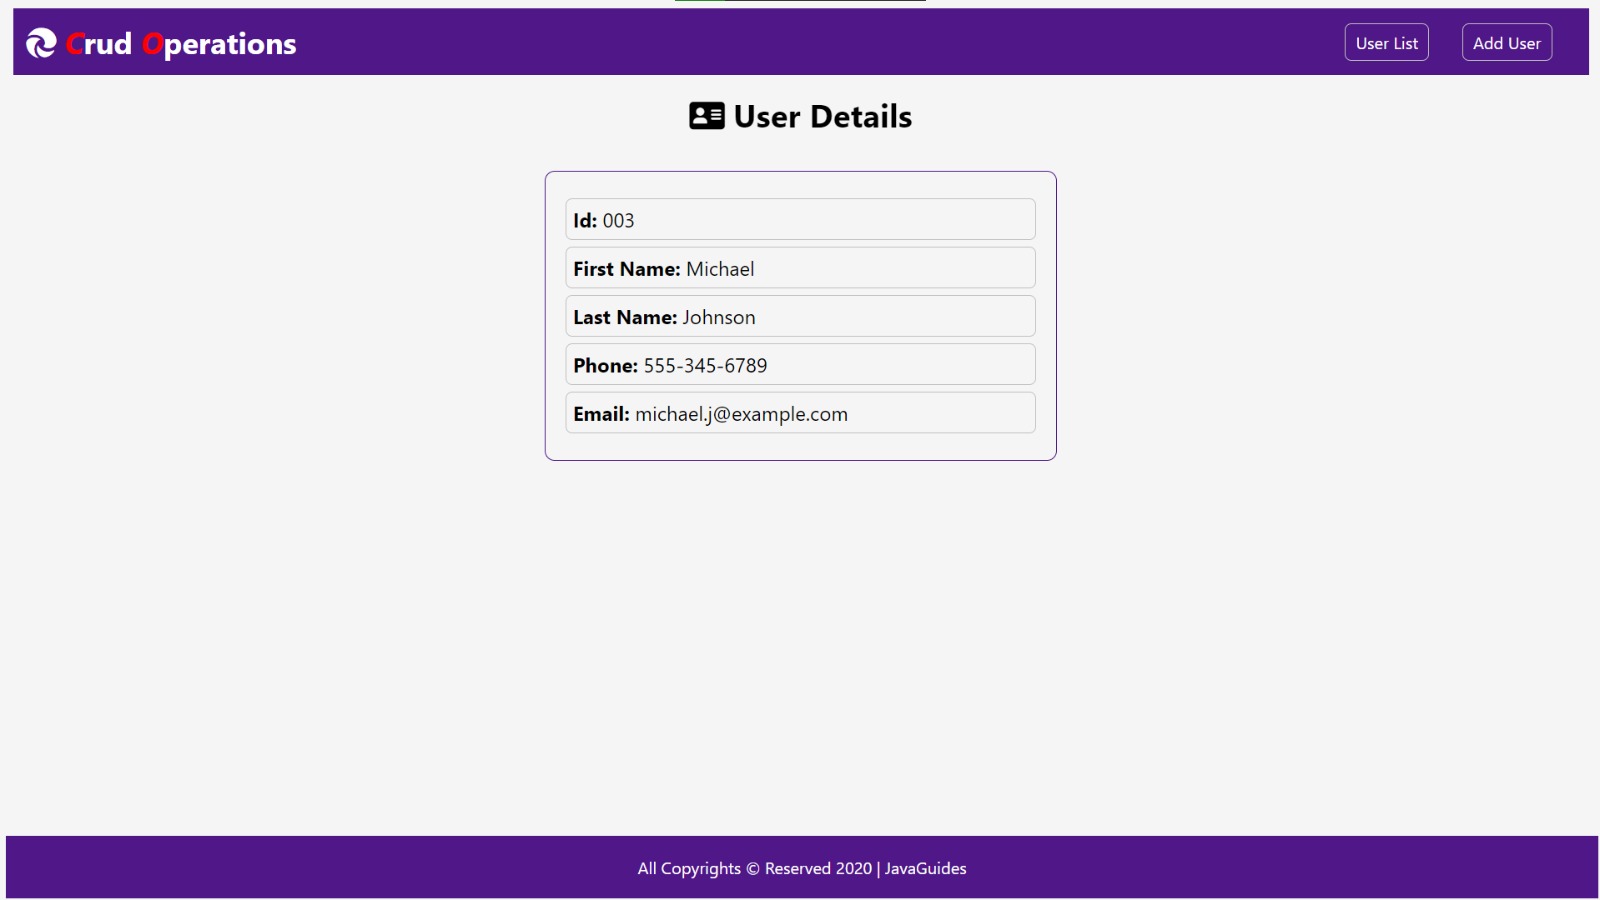 Crud Operations
User List
Add User
User Details
Id: 003
First Name: Michael
Last Name: Johnson
Phone: 555-345-6789
Email: michael.j@example.com
All Copyrights © Reserved 2020 | JavaGuides